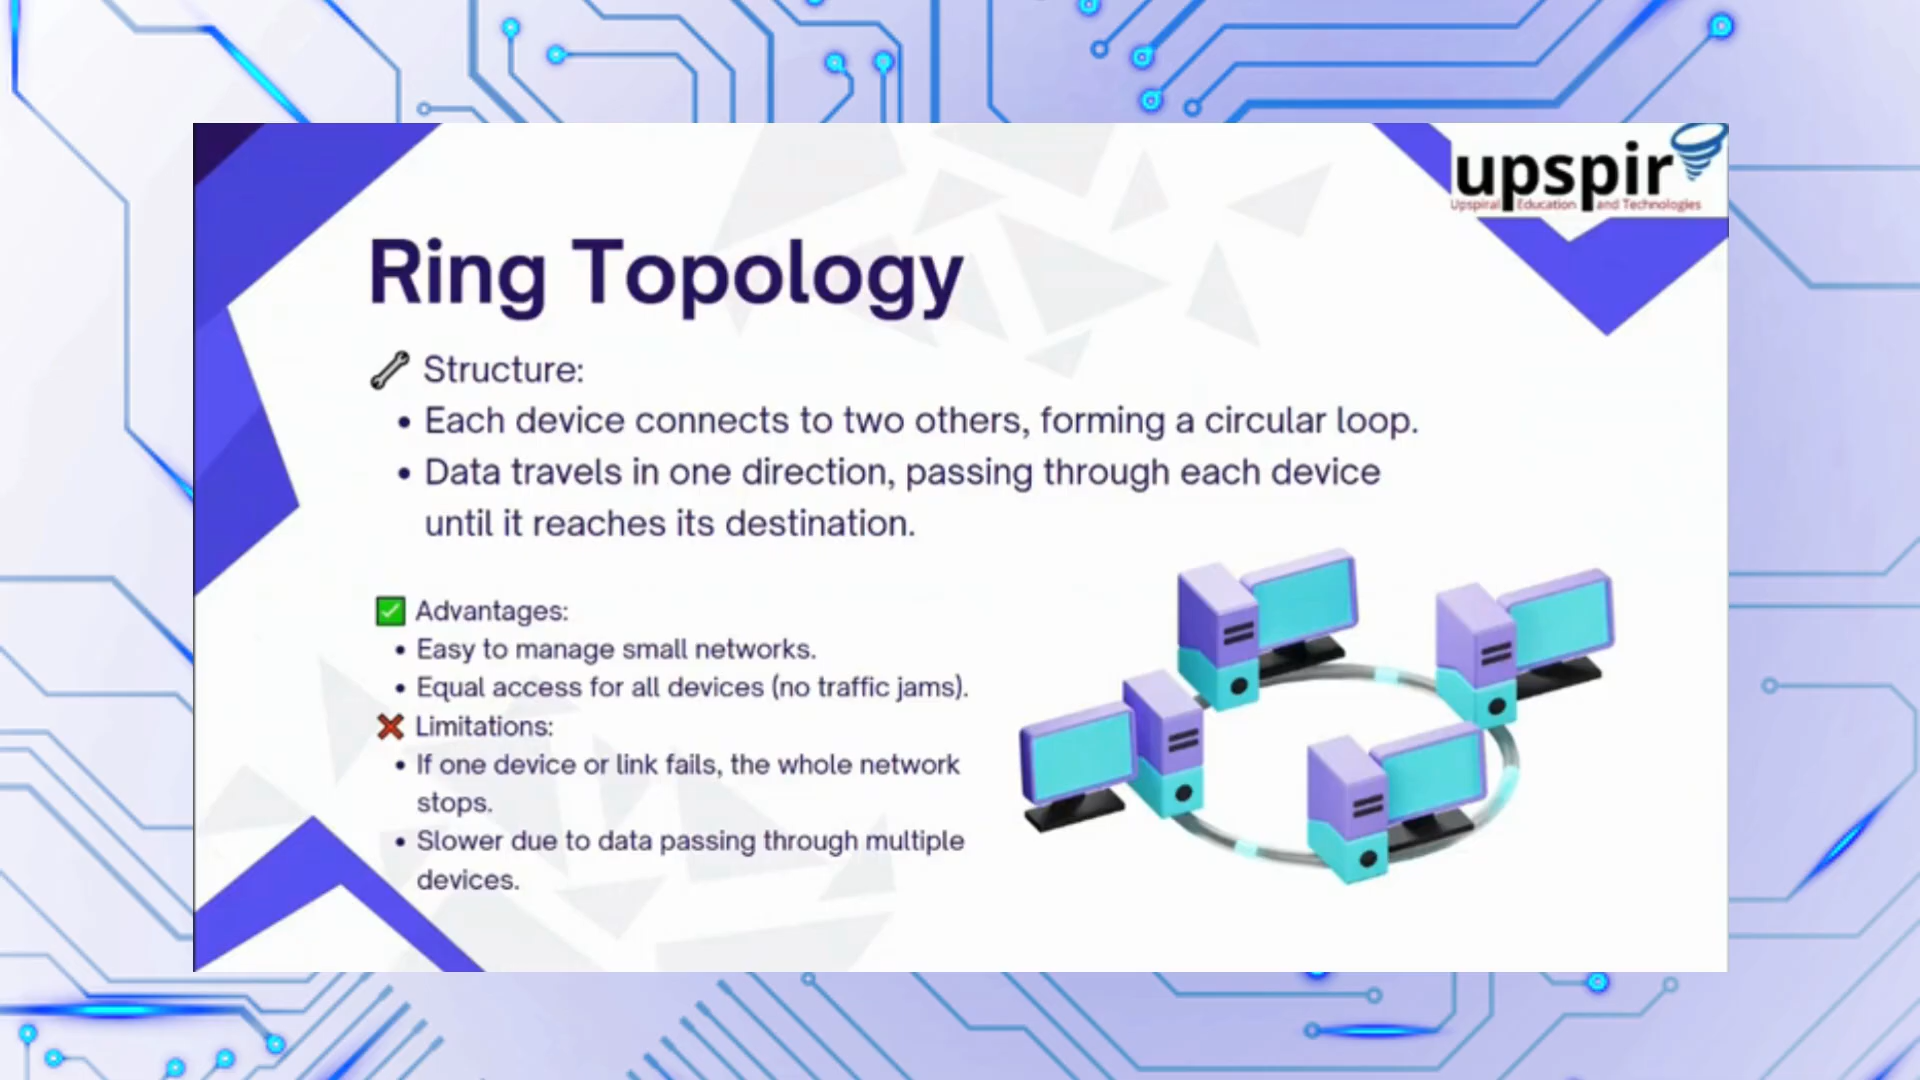 upspir
Upspiral Education and Technologies
Ring Topology
Structure:
• Each device connects to two others, forming a circular loop.
• Data travels in one direction, passing through each device
until it reaches its destination.
Advantages:
• Easy to manage small networks.
• Equal access for all devices (no traffic jams).
Limitations:
• If one device or link fails, the whole network
stops.
• Slower due to data passing through multiple
devices.